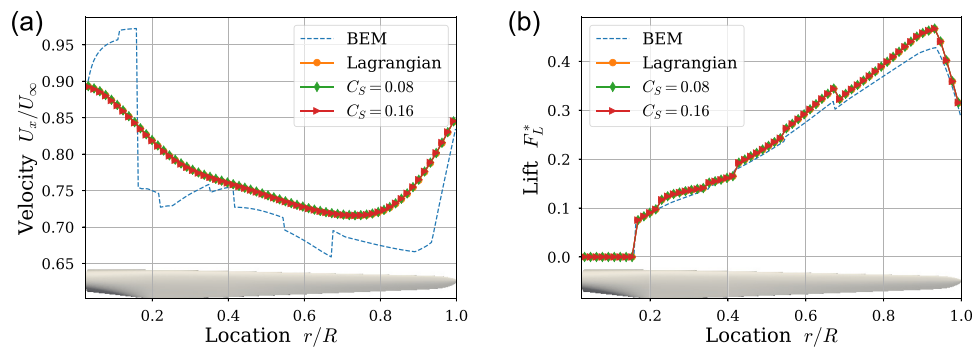 (a)
BEM
Lagrangian
C_S = 0.08
C_S = 0.16
Velocity U_x/U_∞
0.95
0.90
0.85
0.80
0.75
0.70
0.65
0.2 0.4 0.6 0.8 1.0
Location r/R
(b)
BEM
Lagrangian
C_S = 0.08
C_S = 0.16
Lift F_L^*
0.4
0.3
0.2
0.1
0.0
0.2 0.4 0.6 0.8 1.0
Location r/R